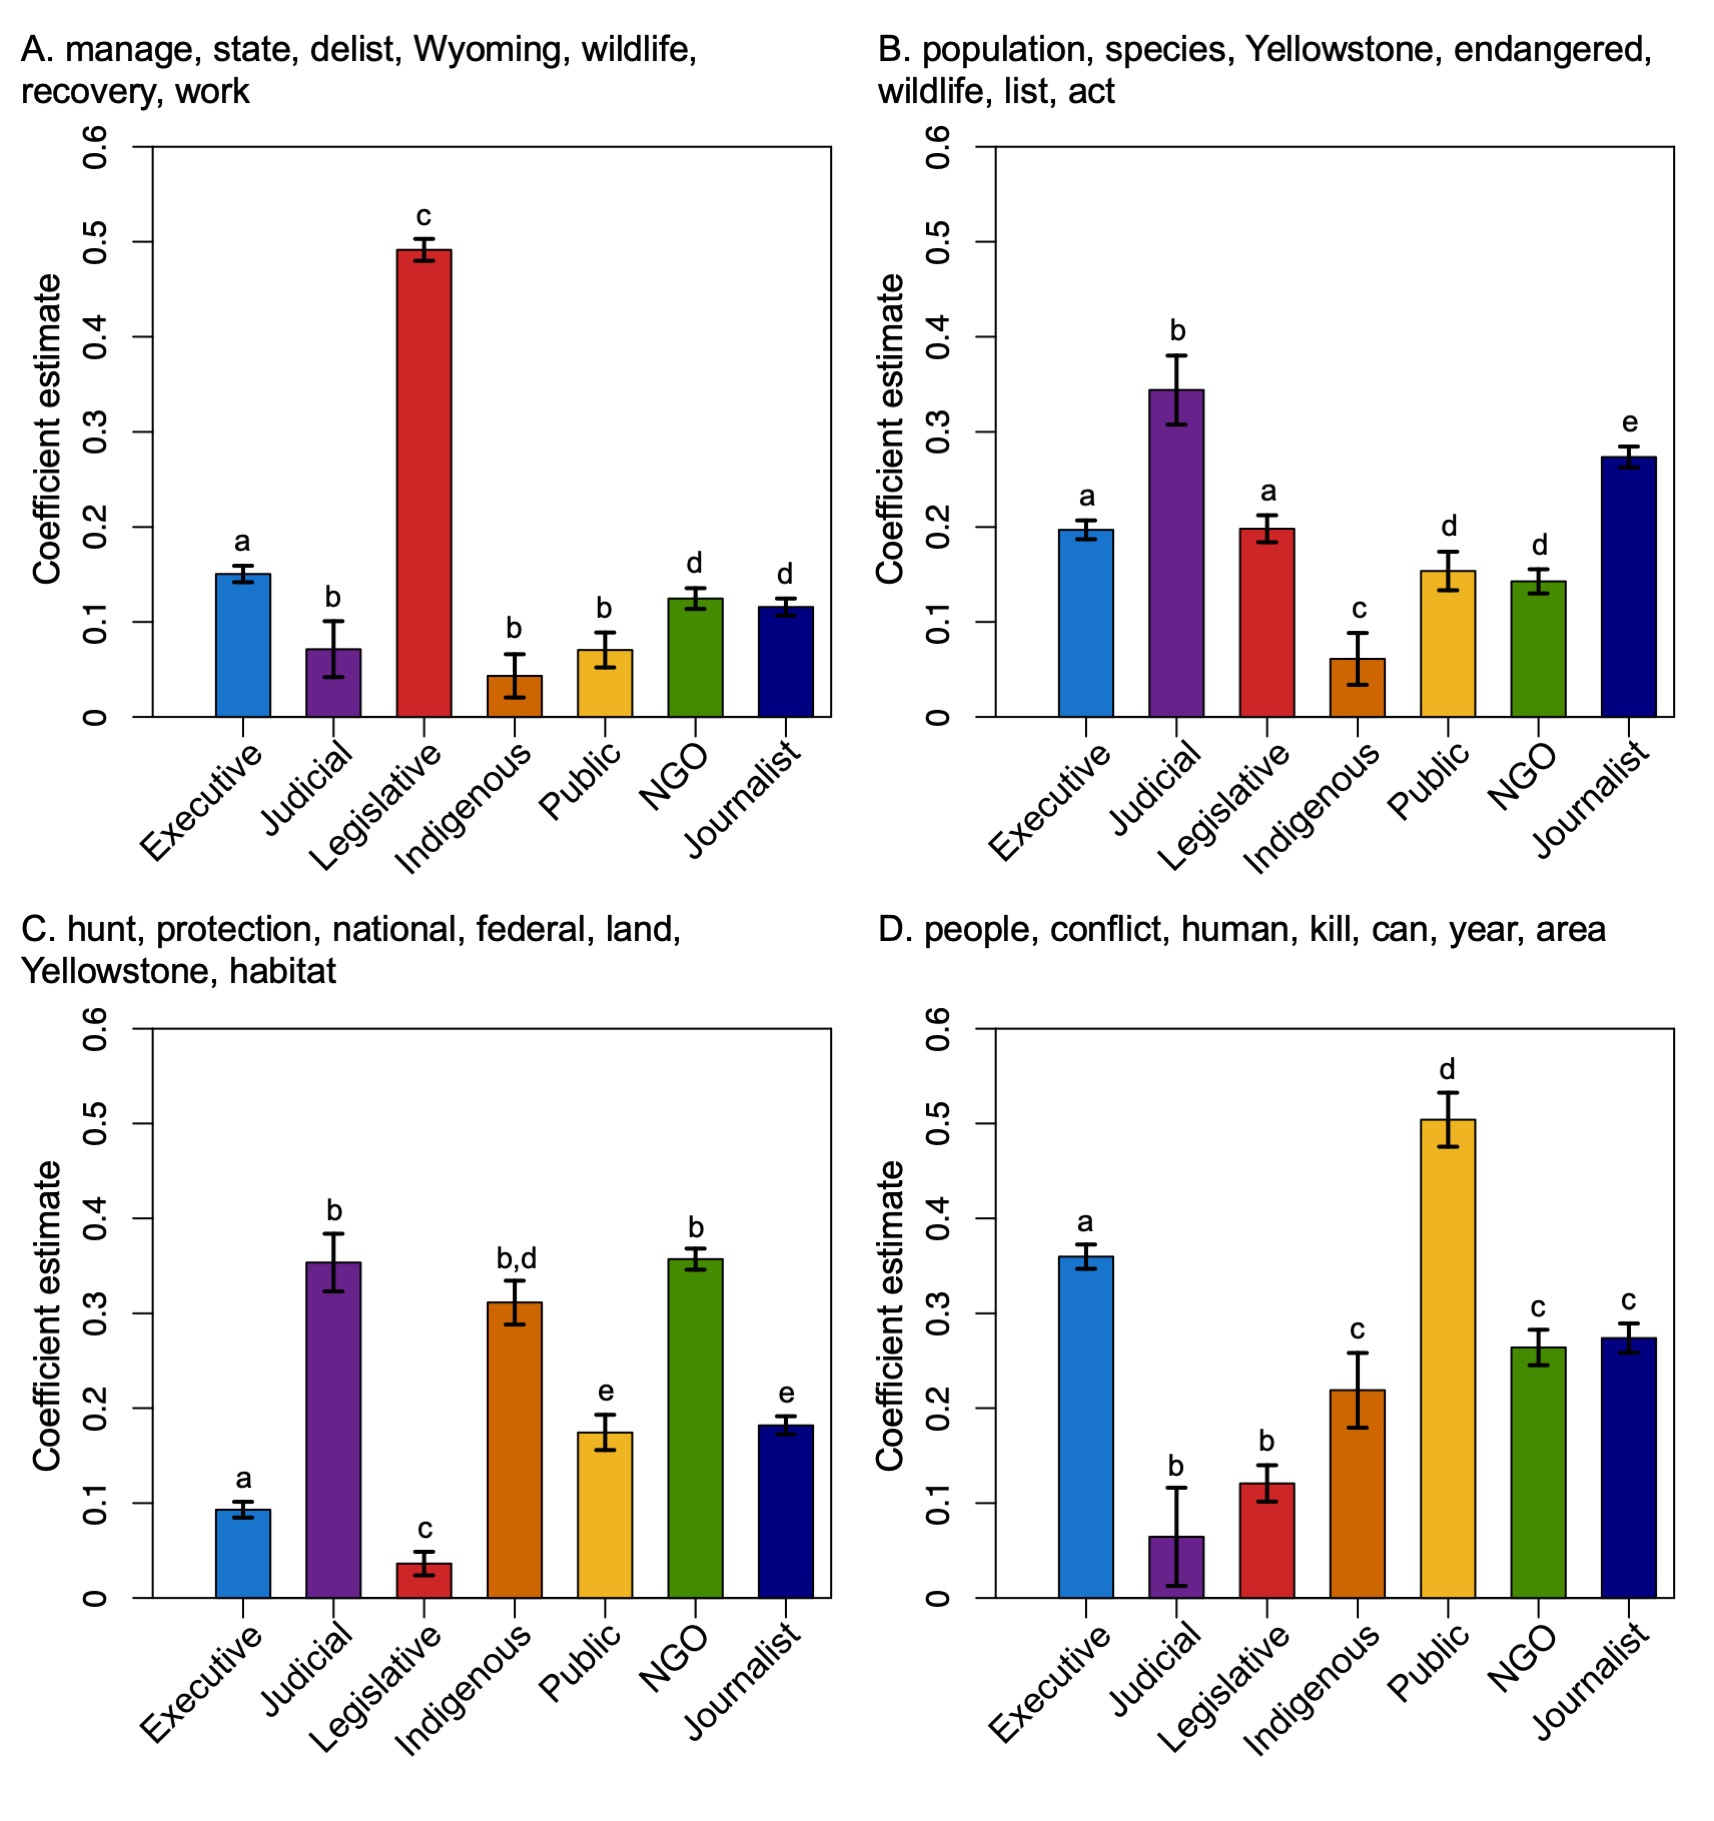 A. manage, state, delist, Wyoming, wildlife,
recovery, work
Coefficient estimate
0.6
0.5
0.4
0.3
0.2
0.1
0
a
b
c
b
b
d
d
Executive
Judicial
Legislative
Indigenous
Public
NGO
Journalist
B. population, species, Yellowstone, endangered,
wildlife, list, act
Coefficient estimate
0.6
0.5
0.4
0.3
0.2
0.1
0
a
b
a
c
d
d
e
Executive
Judicial
Legislative
Indigenous
Public
NGO
Journalist
C. hunt, protection, national, federal, land,
Yellowstone, habitat
Coefficient estimate
0.6
0.5
0.4
0.3
0.2
0.1
0
a
b
c
b,d
e
b
e
Executive
Judicial
Legislative
Indigenous
Public
NGO
Journalist
D. people, conflict, human, kill, can, year, area
Coefficient estimate
0.6
0.5
0.4
0.3
0.2
0.1
0
a
b
b
c
d
c
c
Executive
Judicial
Legislative
Indigenous
Public
NGO
Journalist